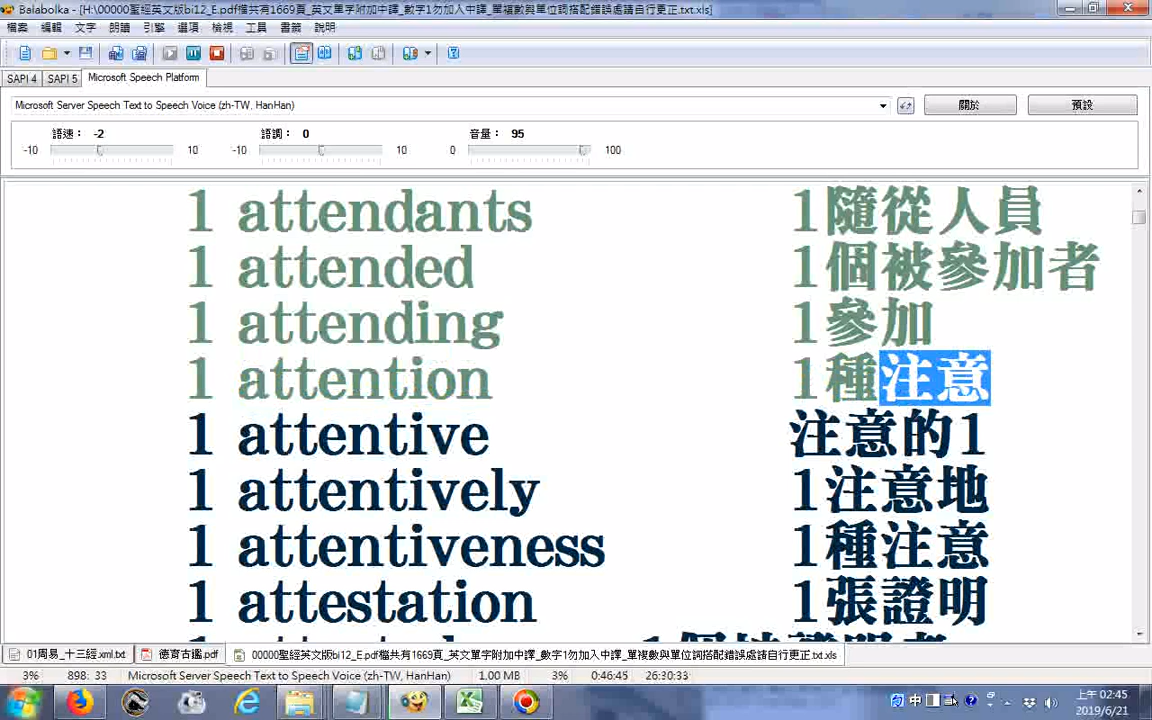 Balabolka - [H:\00000聖經英文版bi12_E.pdf檔共有1669頁_英文單字附加中譯_數字1勿加入中譯_單複數與單位詞搭配錯誤處請自行更正.txt.xls]
檔案 編輯 文字 朗讀 引擎 選項 檢視 工具 書籤 說明
SAPI 4 SAPI 5 Microsoft Speech Platform
Microsoft Server Speech Text to Speech Voice (zh-TW, HanHan) 關於 預設
語速： -2 語調： 0 音量： 95
-10 10 -10 10 0 100
1 attendants 1隨從人員
1 attended 1個被參加者
1 attending 1參加
1 attention 1種注意
1 attentive 注意的1
1 attentively 1注意地
1 attentiveness 1種注意
1 attestation 1張證明
01周易_十三經.xml.txt 德育古鑑.pdf 00000聖經英文版bi12_E.pdf檔共有1669頁_英文單字附加中譯_數字1勿加入中譯_單複數與單位詞搭配錯誤處請自行更正.txt.xls
3% 898: 33 Microsoft Server Speech Text to Speech Voice (zh-TW, HanHan) 1.00 MB 3% 0:46:45 26:30:33
中 上午 02:45
2019/6/21